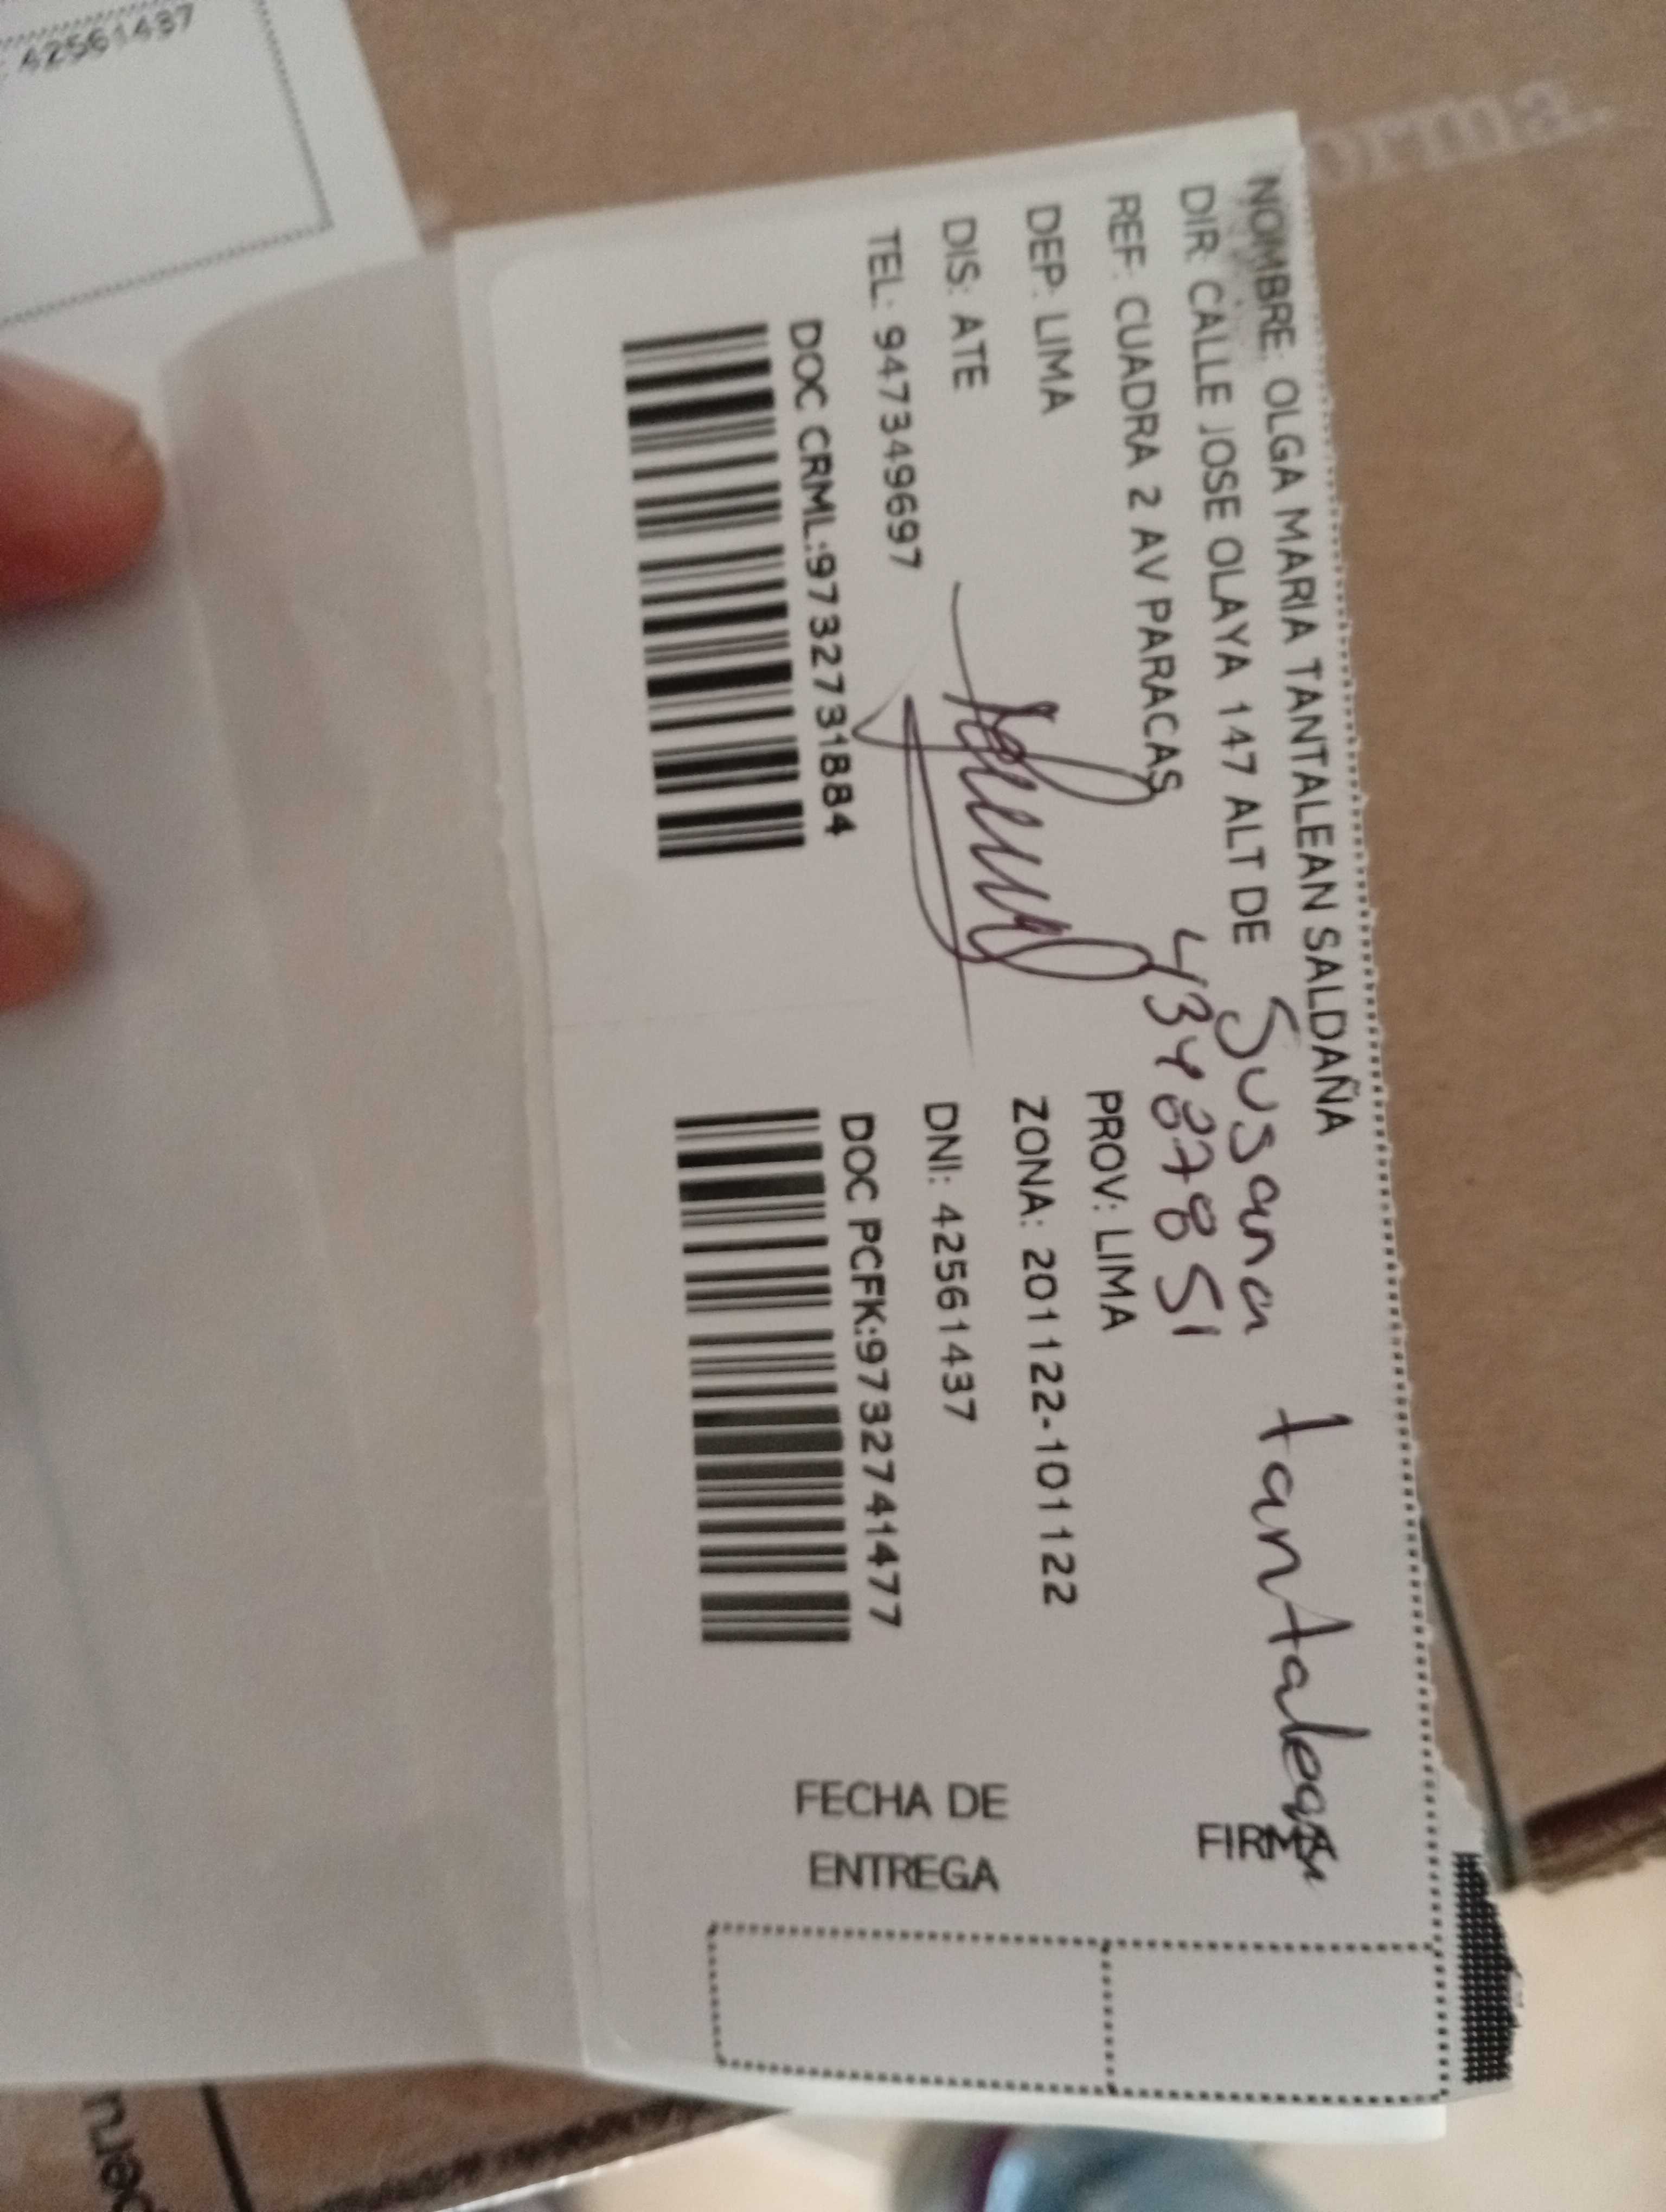 42561437
orma.
NOMBRE: OLGA MARIA TANTALEAN SALDAÑA
DIR: CALLE JOSE OLAYA 147 ALT DE
Susana tantalean
REF: CUADRA 2 AV PARACAS
43487851
DEP: LIMA
PROV: LIMA
DIS: ATE
ZONA: 201122-101122
TEL: 947349697
DNI: 42561437
DOC CRML:9732731884
DOC PCFK:9732741477
FIRMA
FECHA DE
ENTREGA